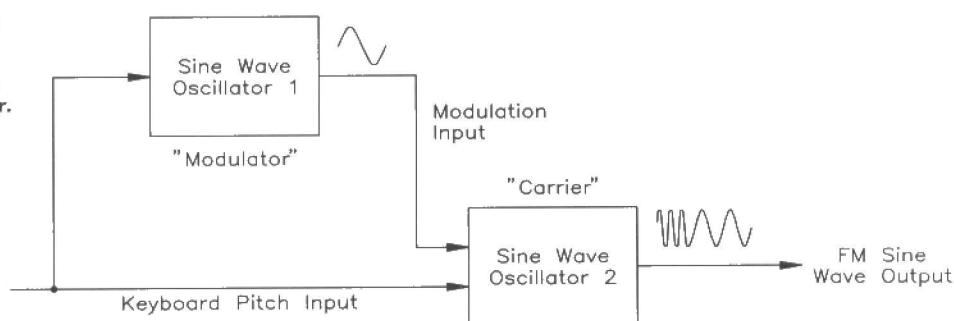 r.
Sine Wave
Oscillator 1
"Modulator"
Modulation
Input
"Carrier"
Sine Wave
Oscillator 2
Keyboard Pitch Input
FM Sine
Wave Output